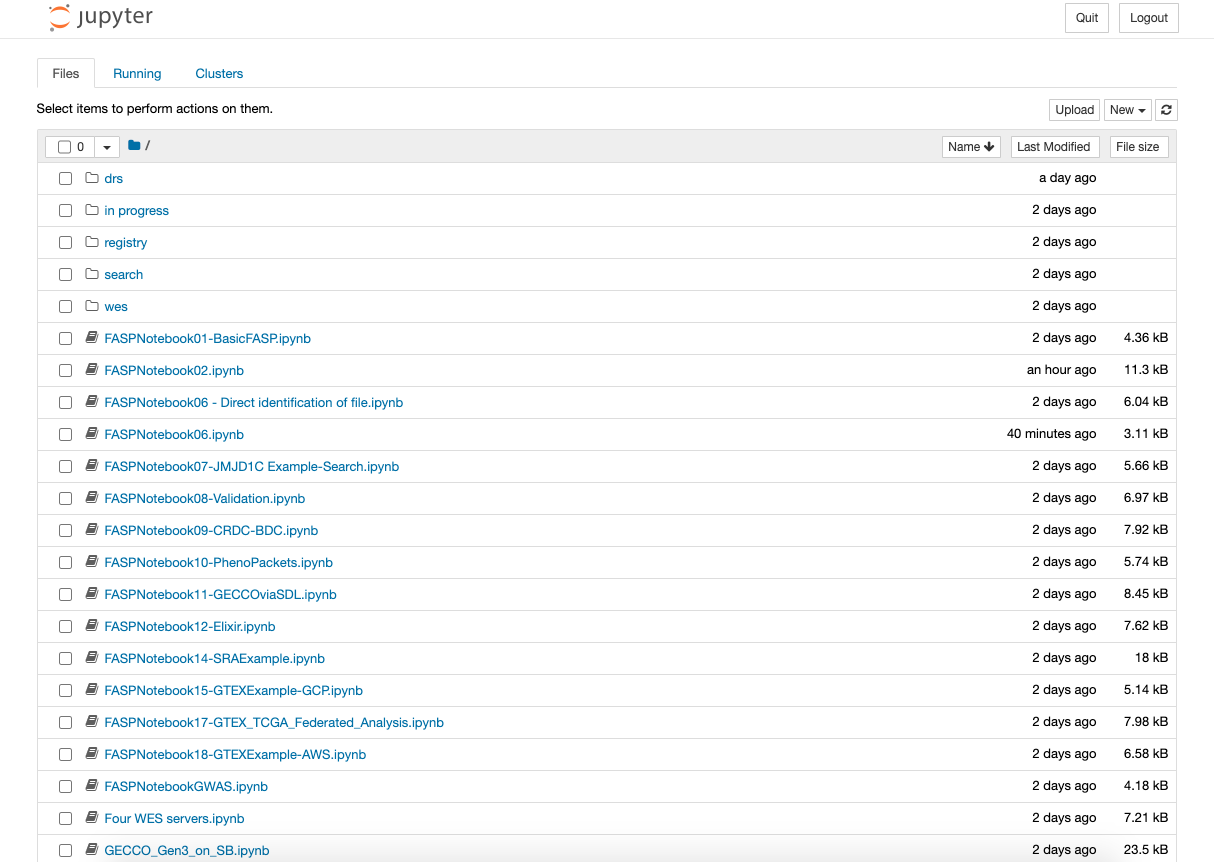 jupyter Quit Logout
Files Running Clusters
Select items to perform actions on them. Upload New
0 / Name Last Modified File size
drs a day ago
in progress 2 days ago
registry 2 days ago
search 2 days ago
wes 2 days ago
FASPNotebook01-BasicFASP.ipynb 2 days ago 4.36 kB
FASPNotebook02.ipynb an hour ago 11.3 kB
FASPNotebook06 - Direct identification of file.ipynb 2 days ago 6.04 kB
FASPNotebook06.ipynb 40 minutes ago 3.11 kB
FASPNotebook07-JMJD1C Example-Search.ipynb 2 days ago 5.66 kB
FASPNotebook08-Validation.ipynb 2 days ago 6.97 kB
FASPNotebook09-CRDC-BDC.ipynb 2 days ago 7.92 kB
FASPNotebook10-PhenoPackets.ipynb 2 days ago 5.74 kB
FASPNotebook11-GECCOviaSDL.ipynb 2 days ago 8.45 kB
FASPNotebook12-Elixir.ipynb 2 days ago 7.62 kB
FASPNotebook14-SRAExample.ipynb 2 days ago 18 kB
FASPNotebook15-GTEXExample-GCP.ipynb 2 days ago 5.14 kB
FASPNotebook17-GTEX_TCGA_Federated_Analysis.ipynb 2 days ago 7.98 kB
FASPNotebook18-GTEXExample-AWS.ipynb 2 days ago 6.58 kB
FASPNotebookGWAS.ipynb 2 days ago 4.18 kB
Four WES servers.ipynb 2 days ago 7.21 kB
GECCO_Gen3_on_SB.ipynb 2 days ago 23.5 kB